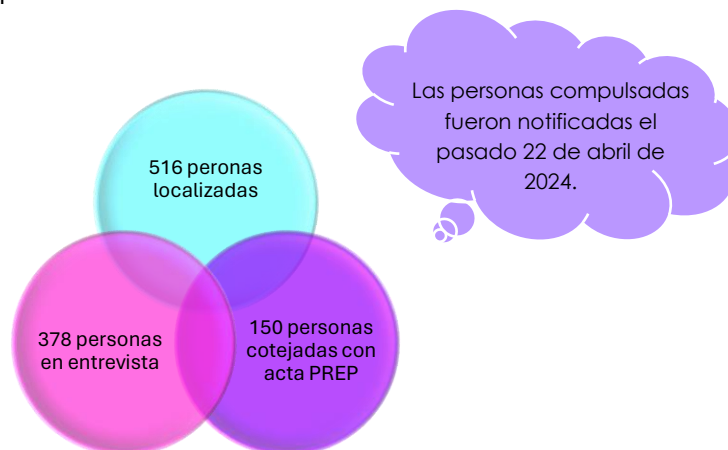 Las personas compulsadas
fueron notificadas el
pasado 22 de abril de
2024.
516 peronas
localizadas
378 personas
en entrevista
150 personas
cotejadas con
acta PREP